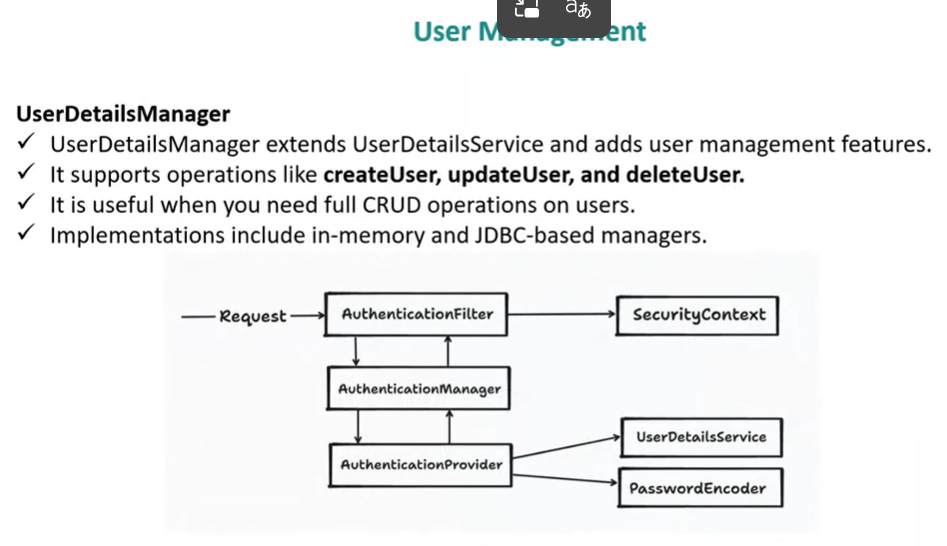 User Management
UserDetailsManager
✓ UserDetailsManager extends UserDetailsService and adds user management features.
✓ It supports operations like createUser, updateUser, and deleteUser.
✓ It is useful when you need full CRUD operations on users.
✓ Implementations include in-memory and JDBC-based managers.
Request
AuthenticationFilter
SecurityContext
AuthenticationManager
UserDetailsService
AuthenticationProvider
PasswordEncoder